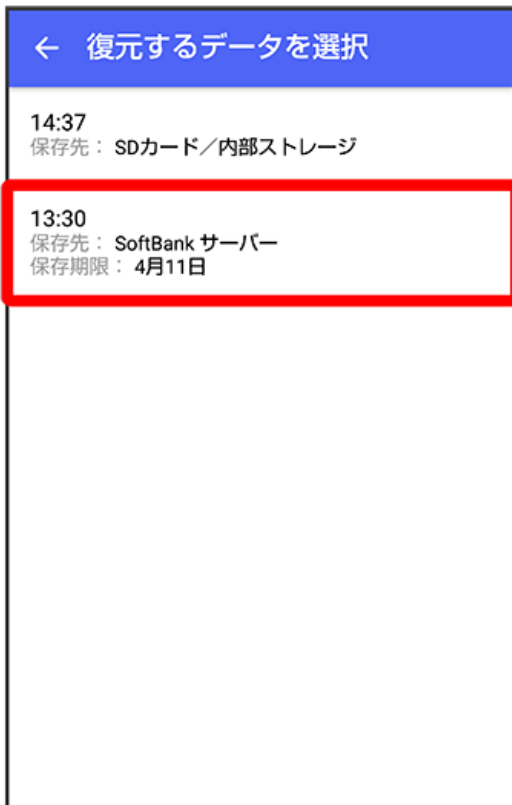 ← 復元するデータを選択
14:37
保存先： SDカード／内部ストレージ
13:30
保存先： SoftBank サーバー
保存期限： 4月11日